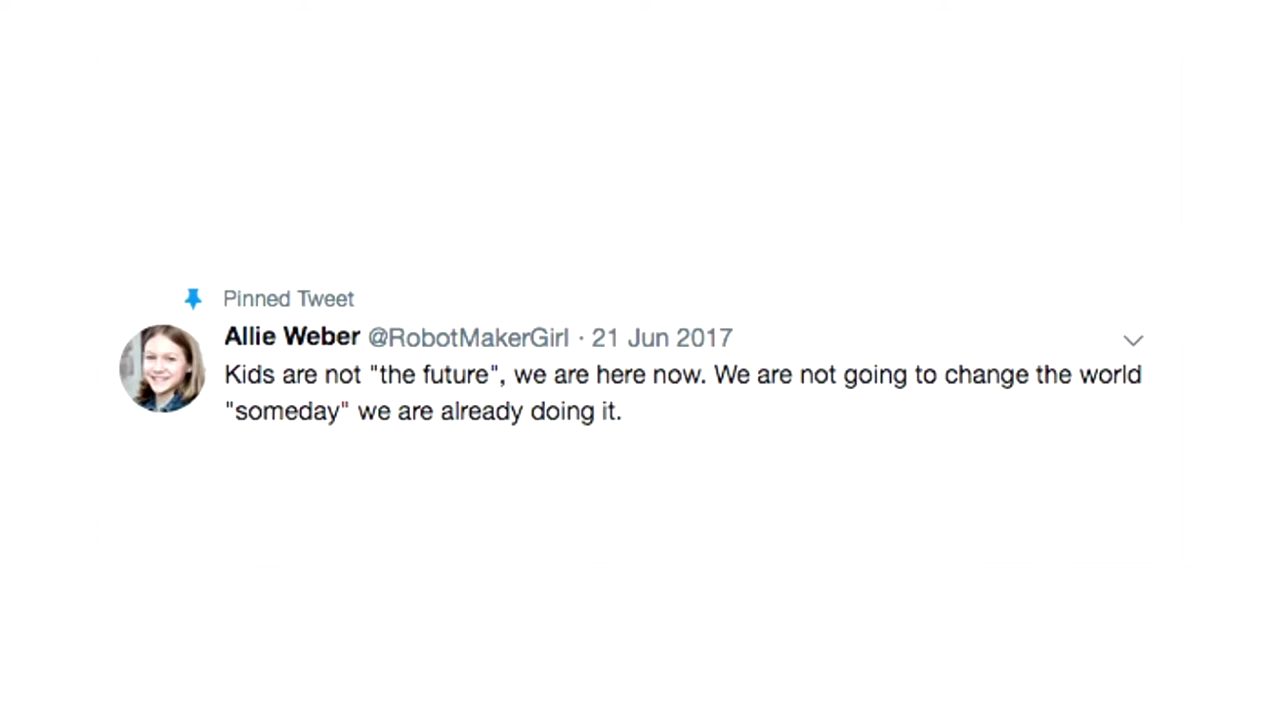 Pinned Tweet
Allie Weber @RobotMakerGirl · 21 Jun 2017
Kids are not "the future", we are here now. We are not going to change the world
"someday" we are already doing it.